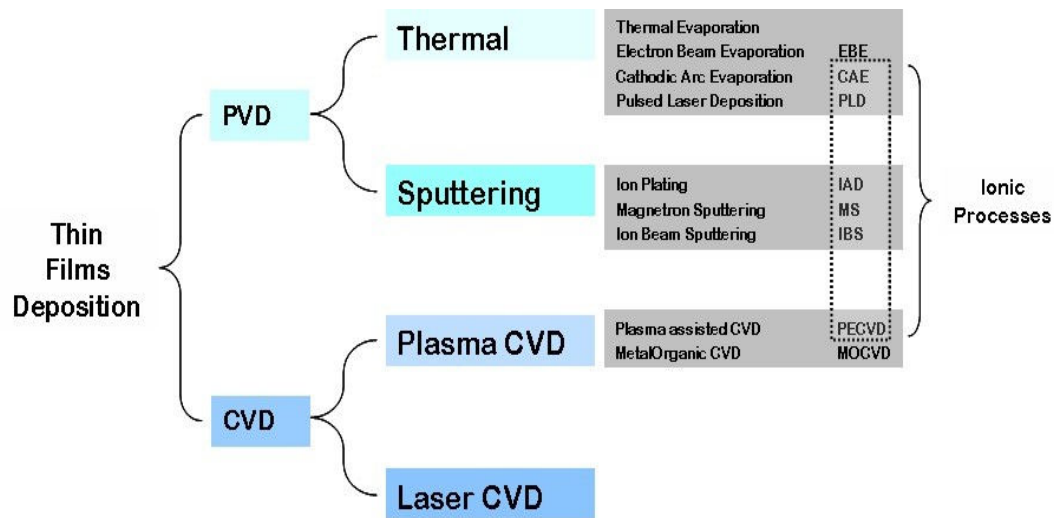 Thin
Films
Deposition
PVD
CVD
Thermal
Sputtering
Plasma CVD
Laser CVD
Thermal Evaporation
Electron Beam Evaporation EBE
Cathodic Arc Evaporation CAE
Pulsed Laser Deposition PLD
Ion Plating IAD
Magnetron Sputtering MS
Ion Beam Sputtering IBS
Plasma assisted CVD PECVD
MetalOrganic CVD MOCVD
Ionic
Processes